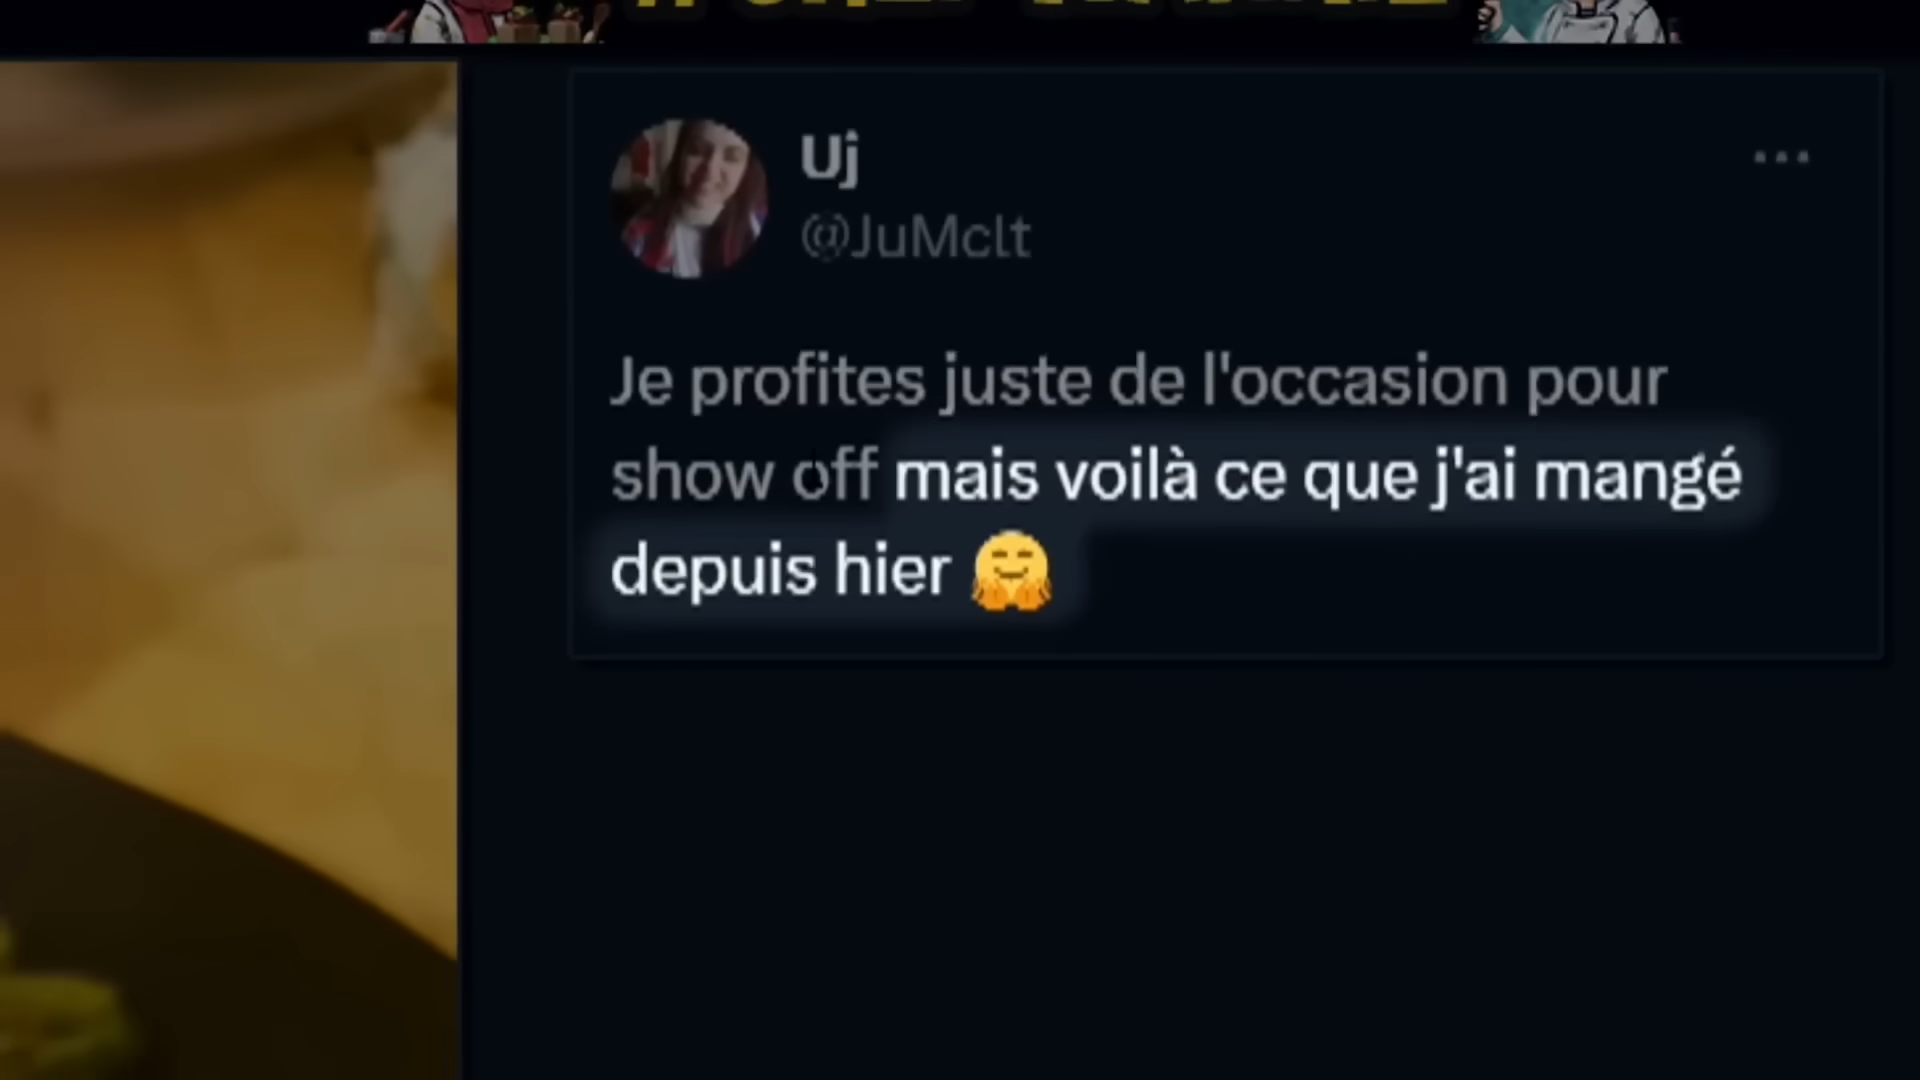 Uj
@JuMclt
Je profites juste de l'occasion pour
show off mais voilà ce que j'ai mangé
depuis hier 🤗